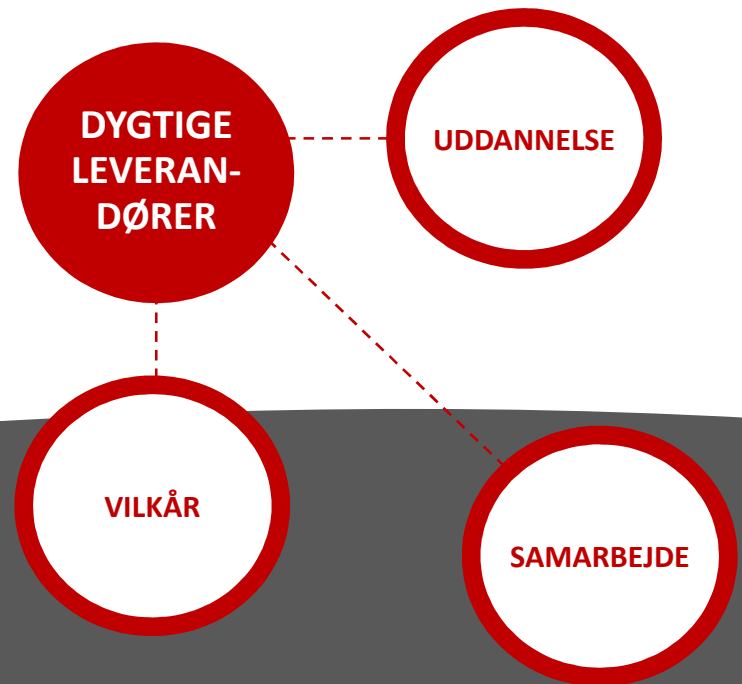 DYGTIGE
LEVERAN-
DØRER
UDDANNELSE
VILKÅR
SAMARBEJDE